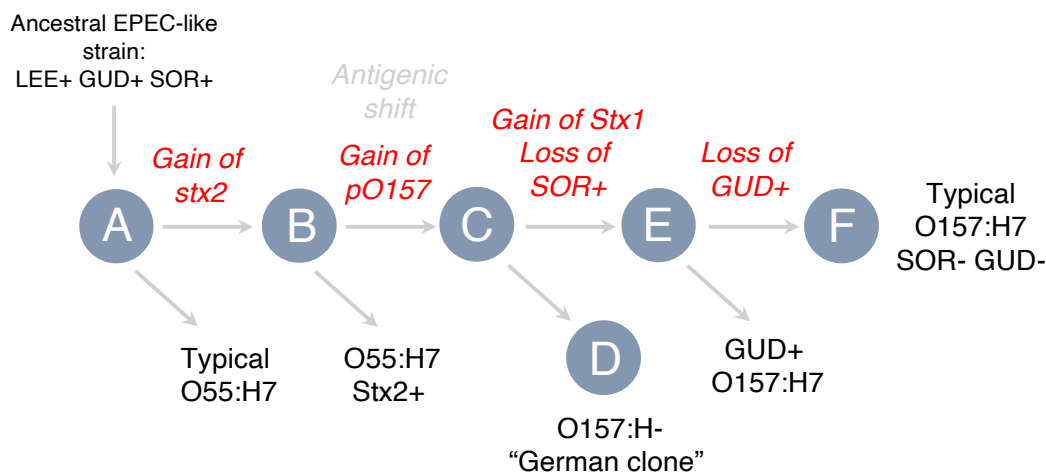 Ancestral EPEC-like
strain:
LEE+ GUD+ SOR+
Antigenic
shift
Gain of
stx2
Gain of
pO157
Gain of Stx1
Loss of
SOR+
Loss of
GUD+
A
B
C
E
F
Typical
O157:H7
SOR- GUD-
Typical
O55:H7
O55:H7
Stx2+
D
O157:H-
“German clone”
GUD+
O157:H7